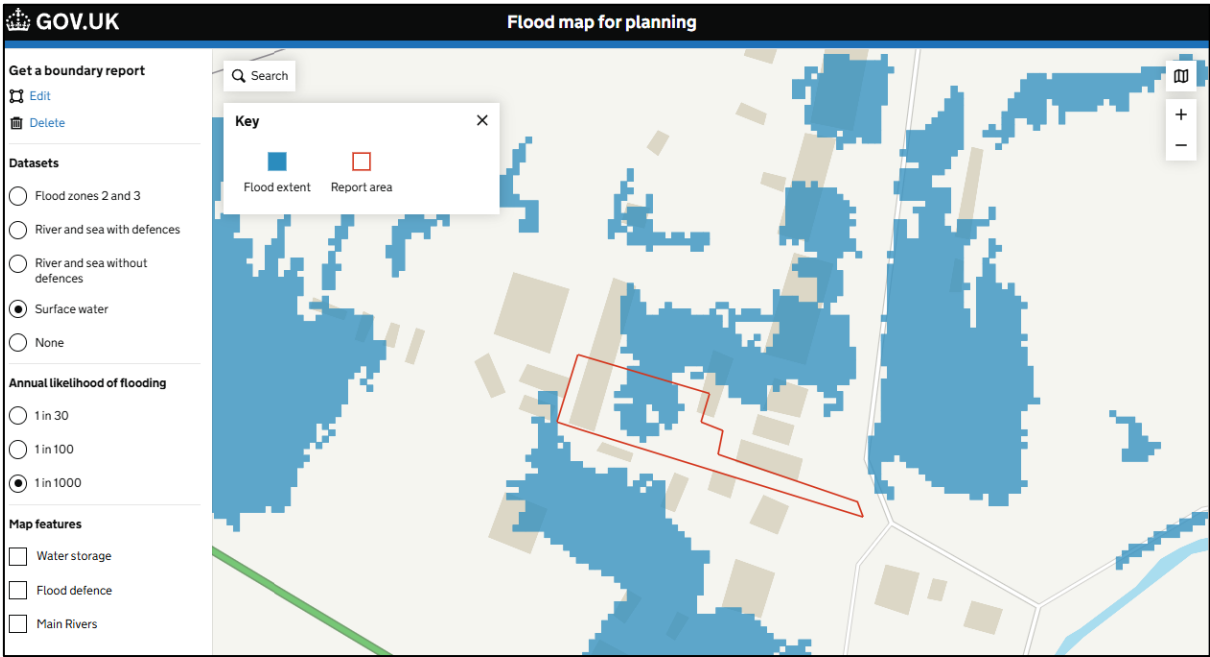 GOV.UK
Flood map for planning
Get a boundary report
Edit
Delete
Datasets
Flood zones 2 and 3
River and sea with defences
River and sea without
defences
Surface water
None
Annual likelihood of flooding
1 in 30
1 in 100
1 in 1000
Map features
Water storage
Flood defence
Main Rivers
Search
Key
Flood extent
Report area